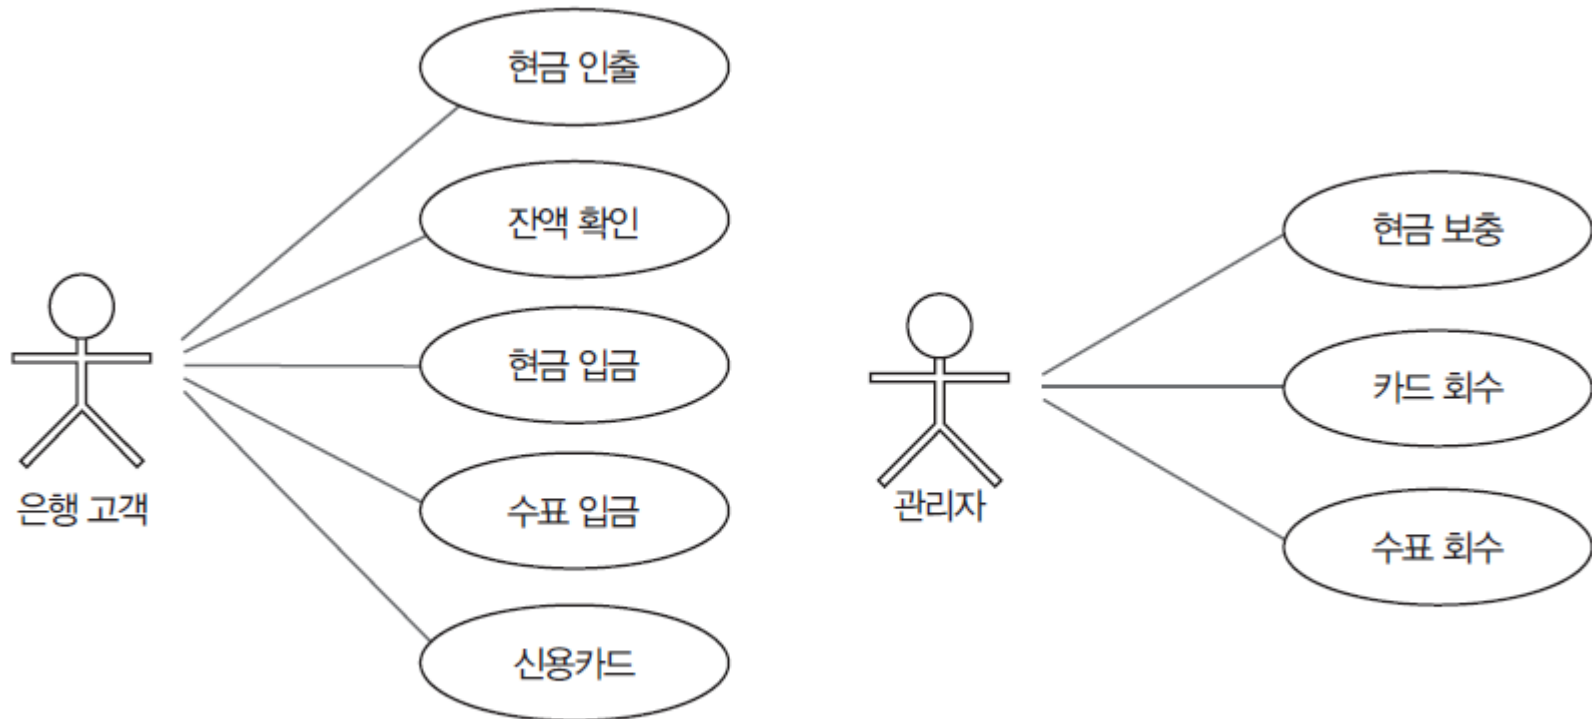 현금 인출
잔액 확인
현금 입금
수표 입금
신용카드
은행 고객
현금 보충
카드 회수
수표 회수
관리자